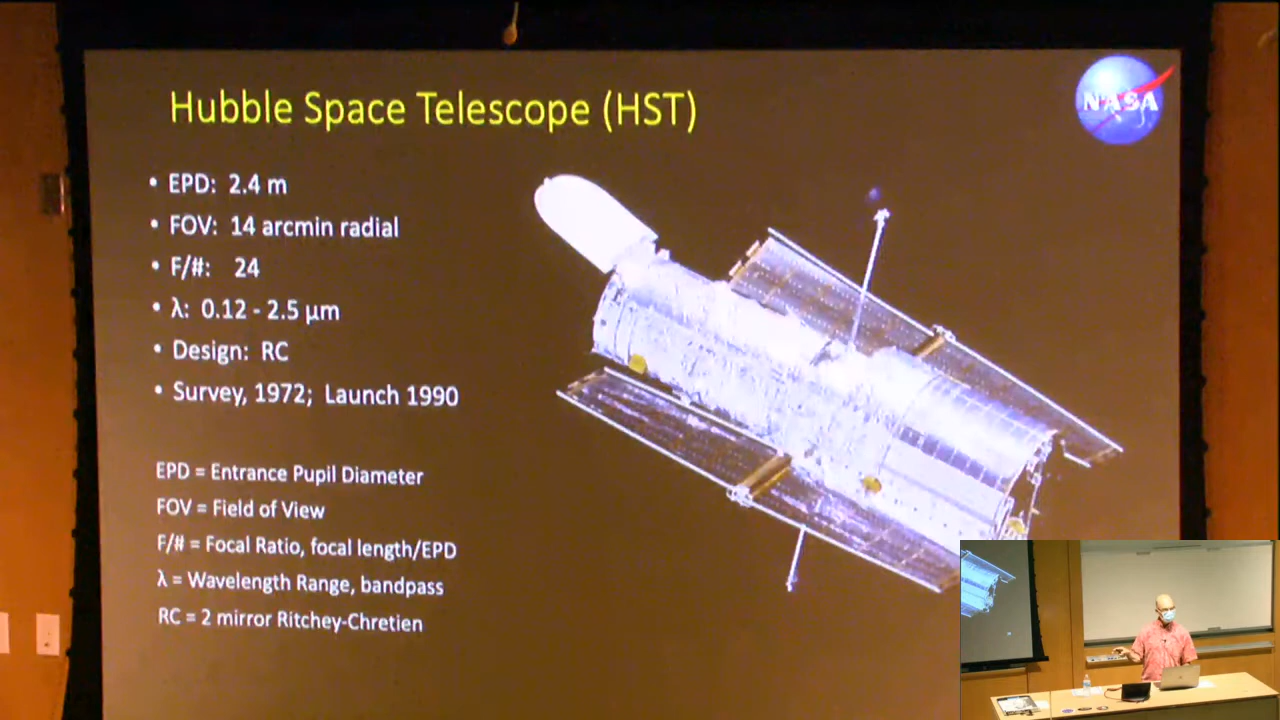 Hubble Space Telescope (HST)
NASA
• EPD: 2.4 m
• FOV: 14 arcmin radial
• F/#: 24
• λ: 0.12 - 2.5 µm
• Design: RC
• Survey, 1972; Launch 1990
EPD = Entrance Pupil Diameter
FOV = Field of View
F/# = Focal Ratio, focal length/EPD
λ = Wavelength Range, bandpass
RC = 2 mirror Ritchey-Chretien